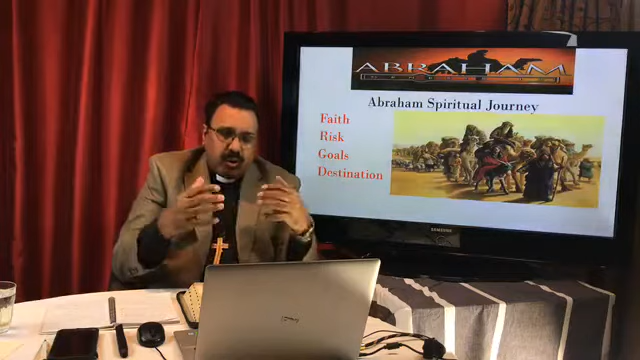 ABRAHAM
Abraham Spiritual Journey
Faith
Risk
Goals
Destination
SAMSUNG